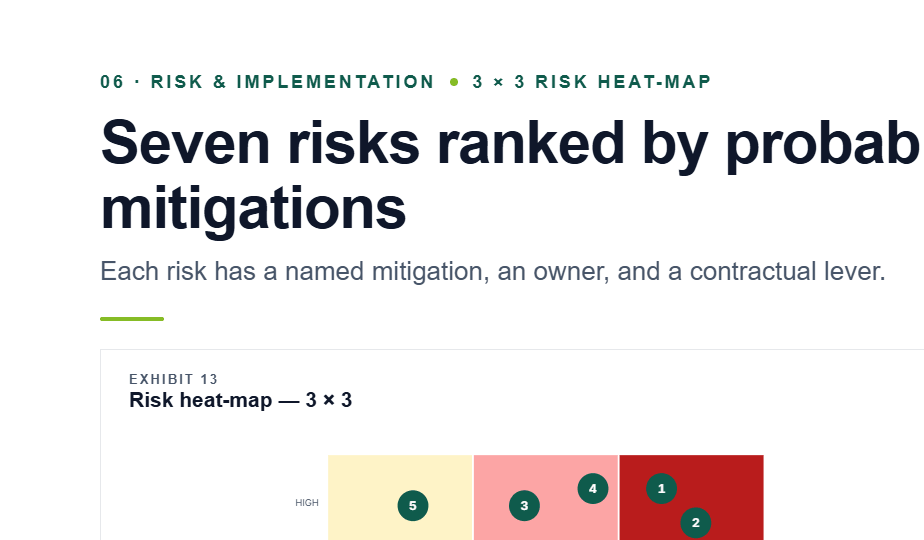 06 · RISK & IMPLEMENTATION • 3 × 3 RISK HEAT-MAP
Seven risks ranked by probab
mitigations
Each risk has a named mitigation, an owner, and a contractual lever.
EXHIBIT 13
Risk heat-map — 3 × 3
4 1
HIGH 5 3
2